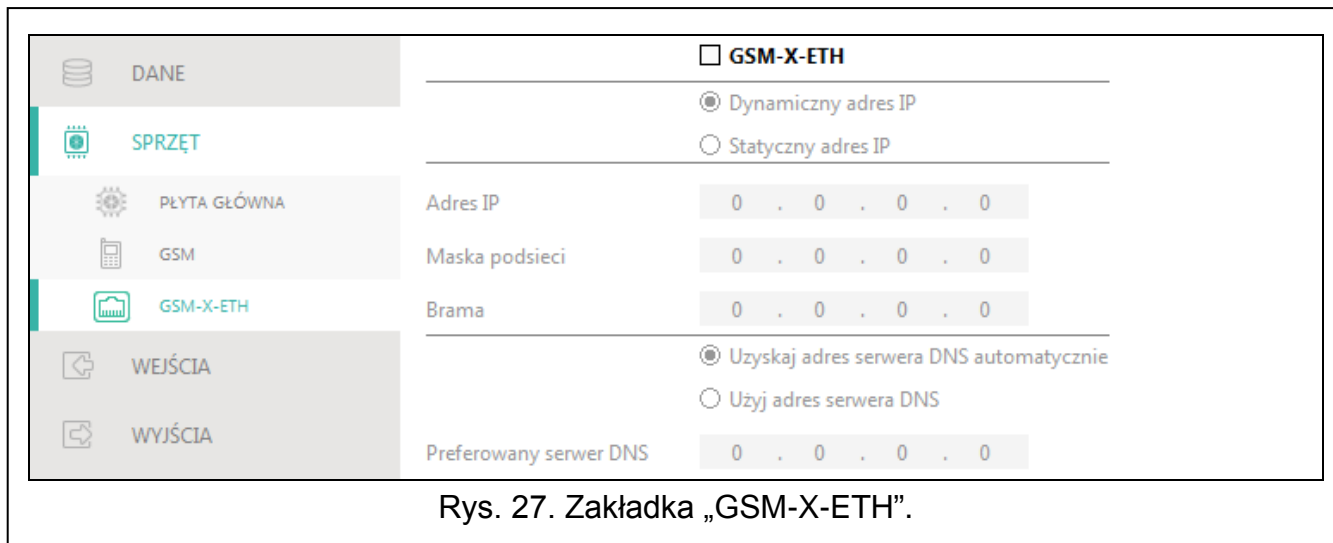 DANE
SPRZĘT
PŁYTA GŁÓWNA
GSM
GSM-X-ETH
WEJŚCIA
WYJŚCIA
GSM-X-ETH
Dynamiczny adres IP
Statyczny adres IP
Adres IP 0 . 0 . 0 . 0
Maska podsieci 0 . 0 . 0 . 0
Brama 0 . 0 . 0 . 0
Uzyskaj adres serwera DNS automatycznie
Użyj adres serwera DNS
Preferowany serwer DNS 0 . 0 . 0 . 0
Rys. 27. Zakładka „GSM-X-ETH”.